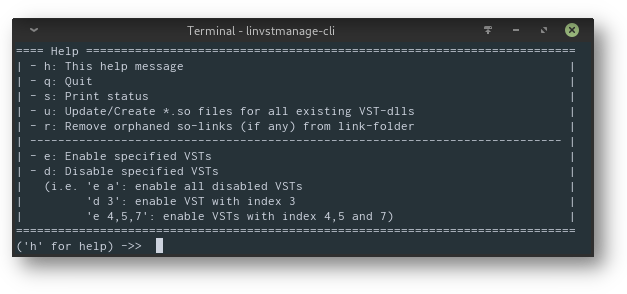 Terminal - linvstmanage-cli
==== Help ==================================================================
| - h: This help message |
| - q: Quit |
| - s: Print status |
| - u: Update/Create *.so files for all existing VST-dlls |
| - r: Remove orphaned so-links (if any) from link-folder |
| ------------------------------------------------------------------------ |
| - e: Enable specified VSTs |
| - d: Disable specified VSTs |
| (i.e. 'e a': enable all disabled VSTs |
| 'd 3': enable VST with index 3 |
| 'e 4,5,7': enable VSTs with index 4,5 and 7) |
============================================================================
('h' for help) ->>